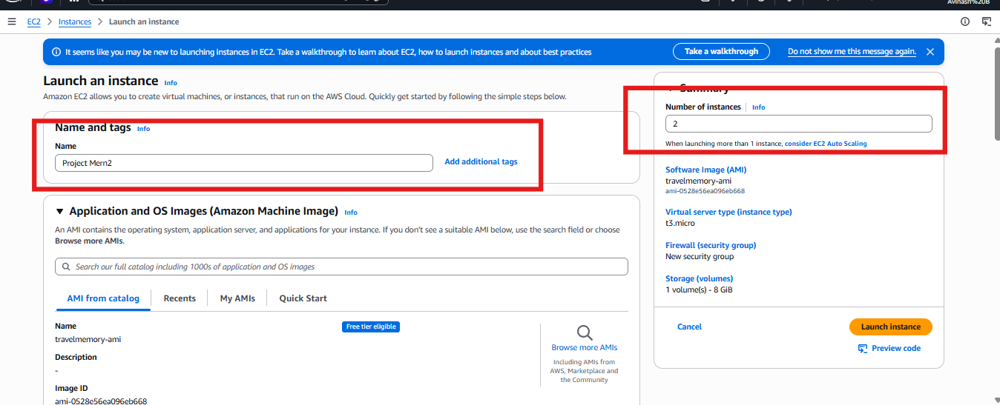 Avinash%20B
EC2 > Instances > Launch an instance
It seems like you may be new to launching instances in EC2. Take a walkthrough to learn about EC2, how to launch instances and about best practices
Take a walkthrough
Do not show me this message again.
Launch an instance Info
Amazon EC2 allows you to create virtual machines, or instances, that run on the AWS Cloud. Quickly get started by following the simple steps below.
Name and tags Info
Name
Project Mern2
Add additional tags
Application and OS Images (Amazon Machine Image) Info
An AMI contains the operating system, application server, and applications for your instance. If you don't see a suitable AMI below, use the search field or choose
Browse more AMIs.
Search our full catalog including 1000s of application and OS images
AMI from catalog
Recents
My AMIs
Quick Start
Name
travelmemory-ami
Free tier eligible
Description
-
Image ID
ami-0528e56ea096eb668
Browse more AMIs
Including AMIs from
AWS, Marketplace and
the Community
Summary
Number of instances Info
2
When launching more than 1 instance, consider EC2 Auto Scaling
Software Image (AMI)
travelmemory-ami
ami-0528e56ea096eb668
Virtual server type (instance type)
t3.micro
Firewall (security group)
New security group
Storage (volumes)
1 volume(s) - 8 GiB
Cancel
Launch instance
Preview code